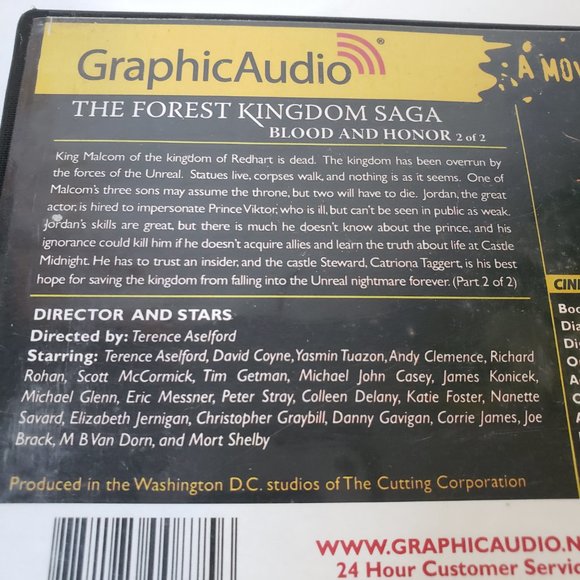 GraphicAudio®
A MOV
THE FOREST KINGDOM SAGA
BLOOD AND HONOR 2 of 2
King Malcom of the kingdom of Redhart is dead. The kingdom has been overrun by
the forces of the Unreal. Statues live, corpses walk, and nothing is as it seems. One of
Malcom's three sons may assume the throne, but two will have to die. Jordan, the great
actor, is hired to impersonate Prince Viktor, who is ill, but can't be seen in public as weak.
Jordan's skills are great, but there is much he doesn't know about the prince, and his
ignorance could kill him if he doesn't acquire allies and learn the truth about life at Castle
Midnight. He has to trust an insider, and the castle Steward, Catriona Taggert, is his best
hope for saving the kingdom from falling into the Unreal nightmare forever. (Part 2 of 2)
DIRECTOR AND STARS
Directed by: Terence Aselford
Starring: Terence Aselford, David Coyne, Yasmin Tuazon, Andy Clemence, Richard
Rohan, Scott McCormick, Tim Getman, Michael John Casey, James Konicek,
Michael Glenn, Eric Messner, Peter Stray, Colleen Delany, Katie Foster, Nanette
Savard, Elizabeth Jernigan, Christopher Graybill, Danny Gavigan, Corrie James, Joe
Brack, M B Van Dorn, and Mort Shelby
Produced in the Washington D.C. studios of The Cutting Corporation
CINE
Boo
Dia
Di
WWW.GRAPHICAUDIO.N
24 Hour Customer Servic